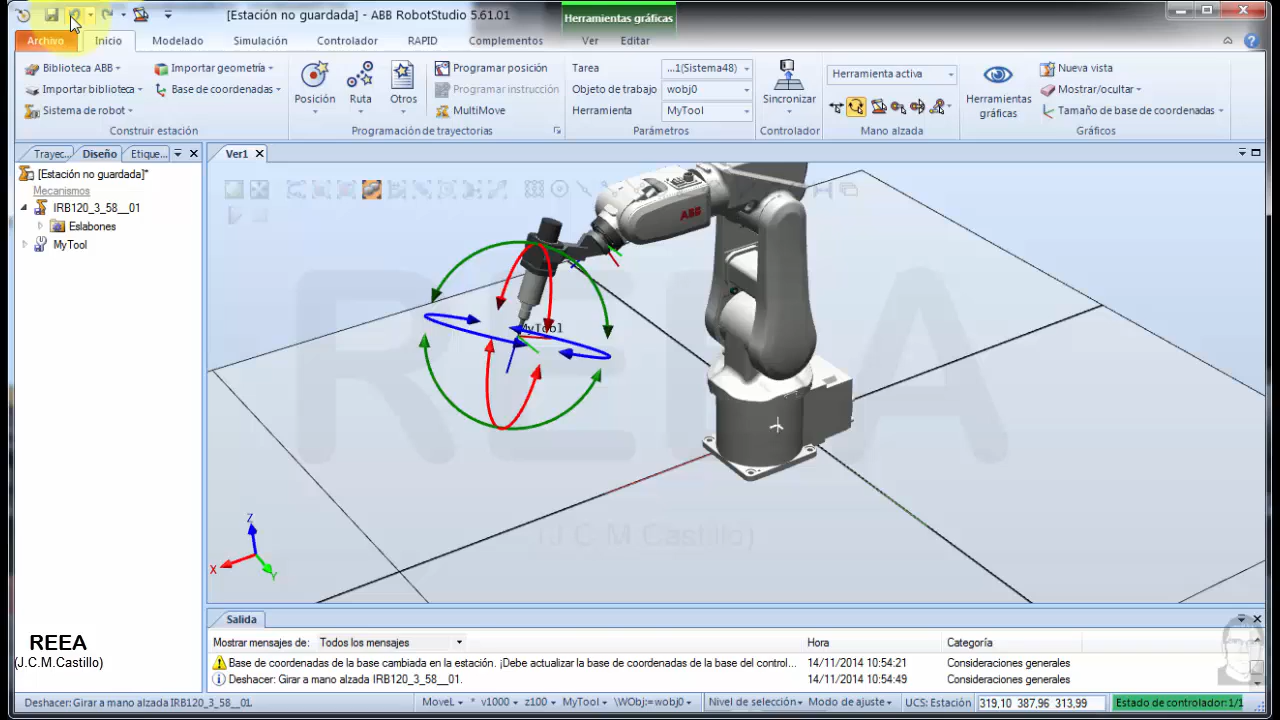 [Estación no guardada] - ABB RobotStudio 5.61.01
Herramientas gráficas
Archivo Inicio Modelado Simulación Controlador RAPID Complementos Ver Editar
Biblioteca ABB
Importar biblioteca
Sistema de robot
Importar geometría
Base de coordenadas
Construir estación
Posición
Ruta
Otros
Programar posición
Programar instrucción
MultiMove
Programación de trayectorias
Tarea ...1(Sistema48)
Objeto de trabajo wobj0
Herramienta MyTool
Parámetros
Sincronizar
Controlador
Herramienta activa
Mano alzada
Herramientas
gráficas
Nueva vista
Mostrar/ocultar
Tamaño de base de coordenadas
Gráficos
Trayec... Diseño Etique...
Ver1
[Estación no guardada]*
Mecanismos
IRB120_3_58__01
Eslabones
MyTool
ABB
MyTool
REEA
(J.C.M.Castillo)
Z
X
Y
REEA
(J.C.M.Castillo)
Salida
Mostrar mensajes de: Todos los mensajes Hora Categoría
Base de coordenadas de la base cambiada en la estación. ¡Debe actualizar la base de coordenadas de la base del control... 14/11/2014 10:54:21 Consideraciones generales
Deshacer: Girar a mano alzada IRB120_3_58__01. 14/11/2014 10:54:49 Consideraciones generales
Deshacer: Girar a mano alzada IRB120_3_58__01. MoveL * v1000 z100 MyTool \WObj:=wobj0 Nivel de selección Modo de ajuste UCS: Estación 319,10 387,96 313,99 Estado de controlador: 1/1